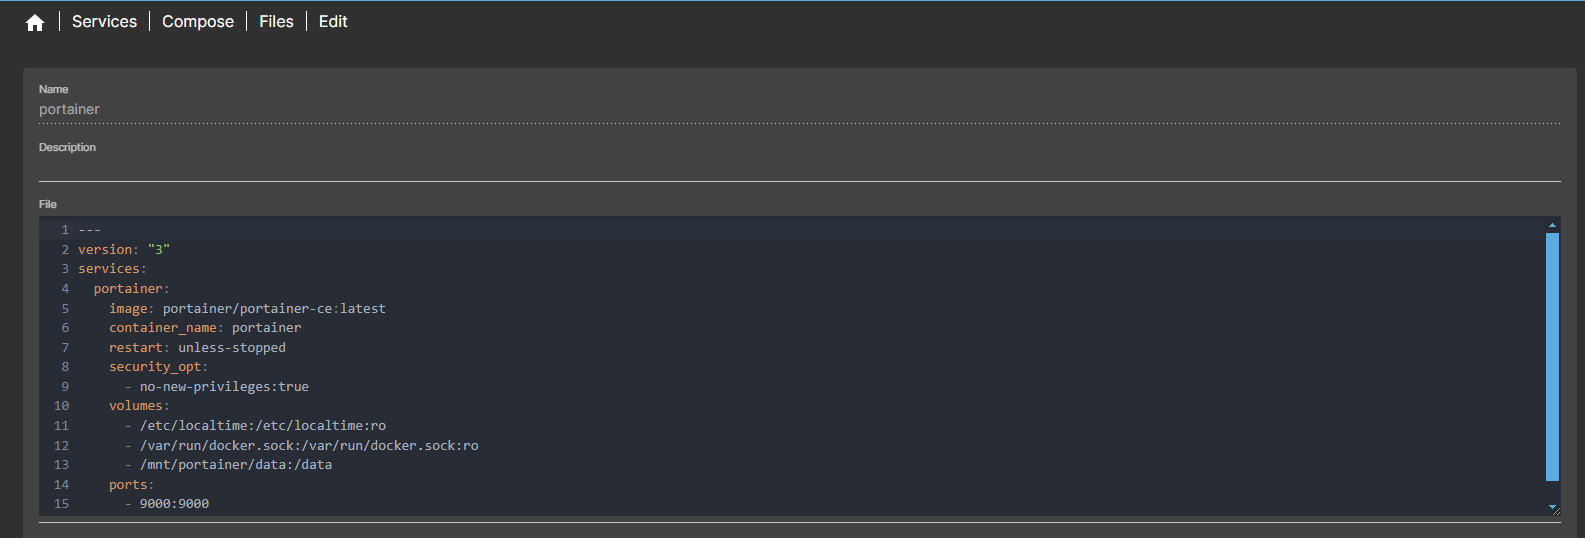 Services | Compose | Files | Edit
Name
portainer
Description
File
1 ---
2 version: "3"
3 services:
4   portainer:
5     image: portainer/portainer-ce:latest
6     container_name: portainer
7     restart: unless-stopped
8     security_opt:
9       - no-new-privileges:true
10     volumes:
11       - /etc/localtime:/etc/localtime:ro
12       - /var/run/docker.sock:/var/run/docker.sock:ro
13       - /mnt/portainer/data:/data
14     ports:
15       - 9000:9000